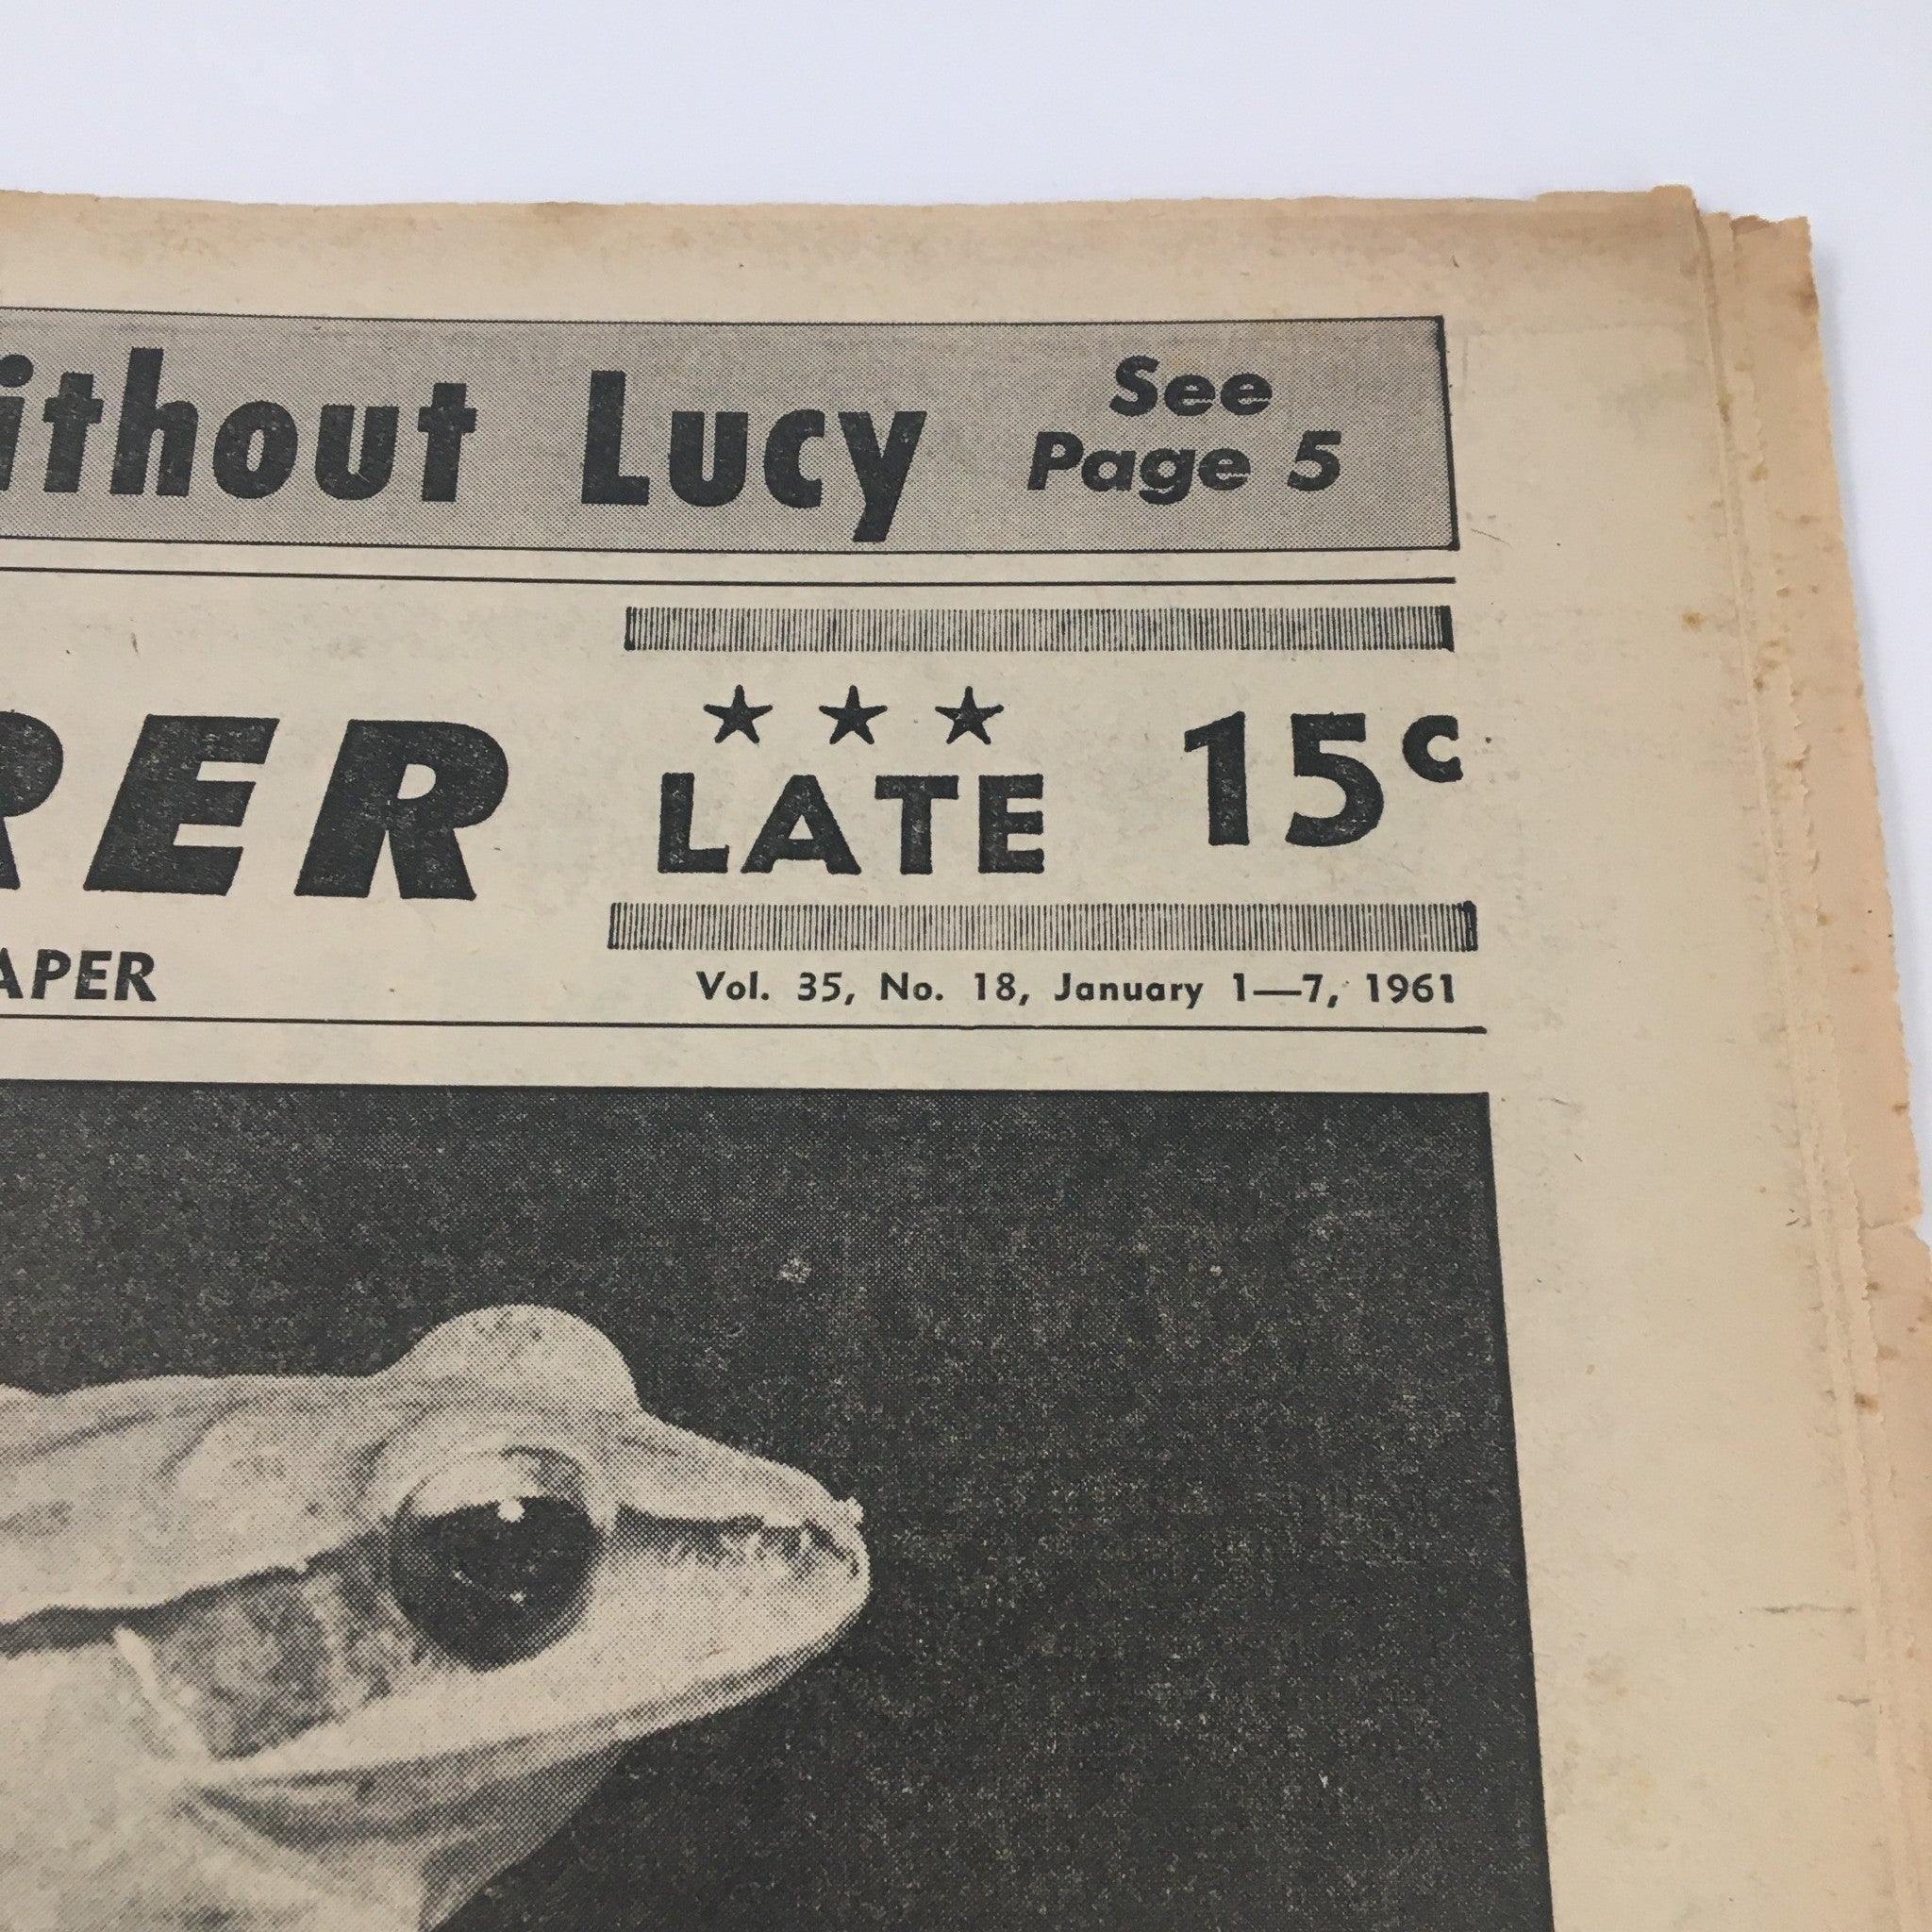 ithout Lucy
See
Page 5
RER
★ ★ ★
LATE
15c
APER
Vol. 35, No. 18, January 1—7, 1961